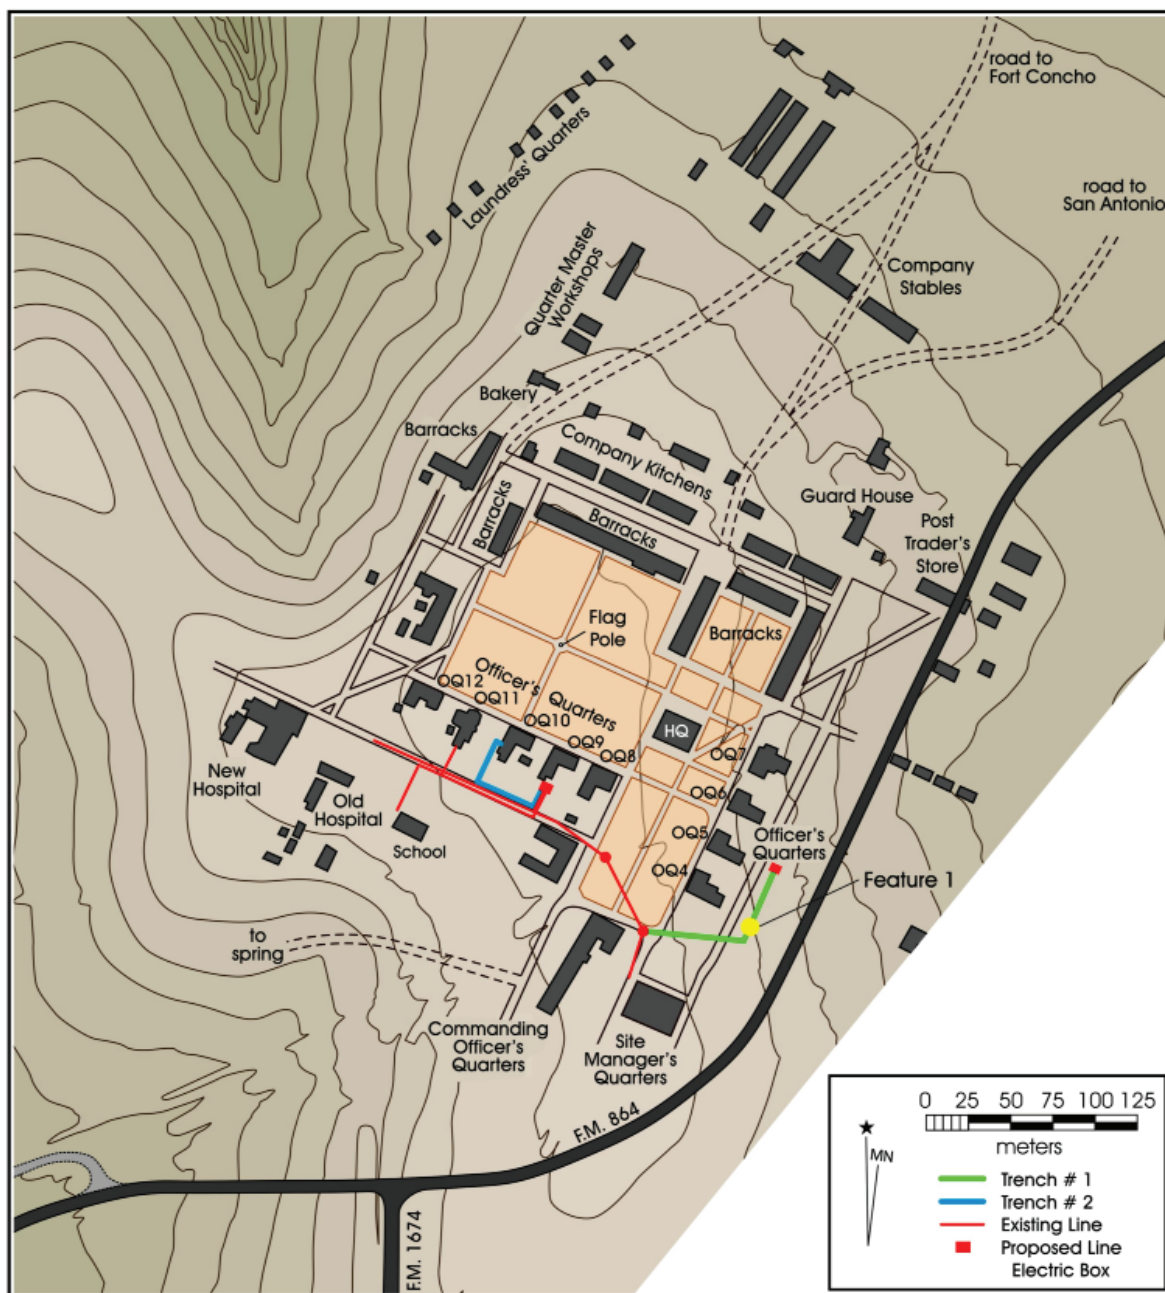 road to
Fort Concho
road to
San Antonio
Laundress' Quarters
Quarter Master
Workshops
Company
Stables
Bakery
Barracks
Company Kitchens
Guard House
Post
Trader's
Store
Barracks
Barracks
Flag
Pole
Barracks
Officer's Quarters
OQ12
OQ11
OQ10
OQ9
OQ8
HQ
OQ7
OQ6
OQ5
OQ4
Officer's
Quarters
New
Hospital
Old
Hospital
School
Feature 1
to
spring
Commanding
Officer's
Quarters
Site
Manager's
Quarters
F.M. 864
F.M. 1674
0 25 50 75 100 125
meters
MN
Trench # 1
Trench # 2
Existing Line
Proposed Line
Electric Box